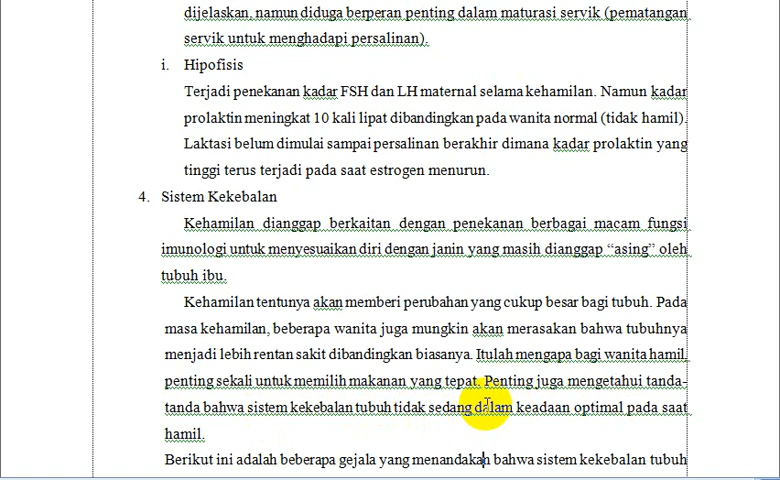 dijelaskan, namun diduga berperan penting dalam maturasi servik (pematangan
servik untuk menghadapi persalinan).
i. Hipofisis
Terjadi penekanan kadar FSH dan LH maternal selama kehamilan. Namun kadar
prolaktin meningkat 10 kali lipat dibandingkan pada wanita normal (tidak hamil).
Laktasi belum dimulai sampai persalinan berakhir dimana kadar prolaktin yang
tinggi terus terjadi pada saat estrogen menurun.
4. Sistem Kekebalan
Kehamilan dianggap berkaitan dengan penekanan berbagai macam fungsi
imunologi untuk menyesuaikan diri dengan janin yang masih dianggap “asing” oleh
tubuh ibu.
Kehamilan tentunya akan memberi perubahan yang cukup besar bagi tubuh. Pada
masa kehamilan, beberapa wanita juga mungkin akan merasakan bahwa tubuhnya
menjadi lebih rentan sakit dibandingkan biasanya. Itulah mengapa bagi wanita hamil,
penting sekali untuk memilih makanan yang tepat. Penting juga mengetahui tanda-
tanda bahwa sistem kekebalan tubuh tidak sedang dalam keadaan optimal pada saat
hamil.
Berikut ini adalah beberapa gejala yang menandakan bahwa sistem kekebalan tubuh